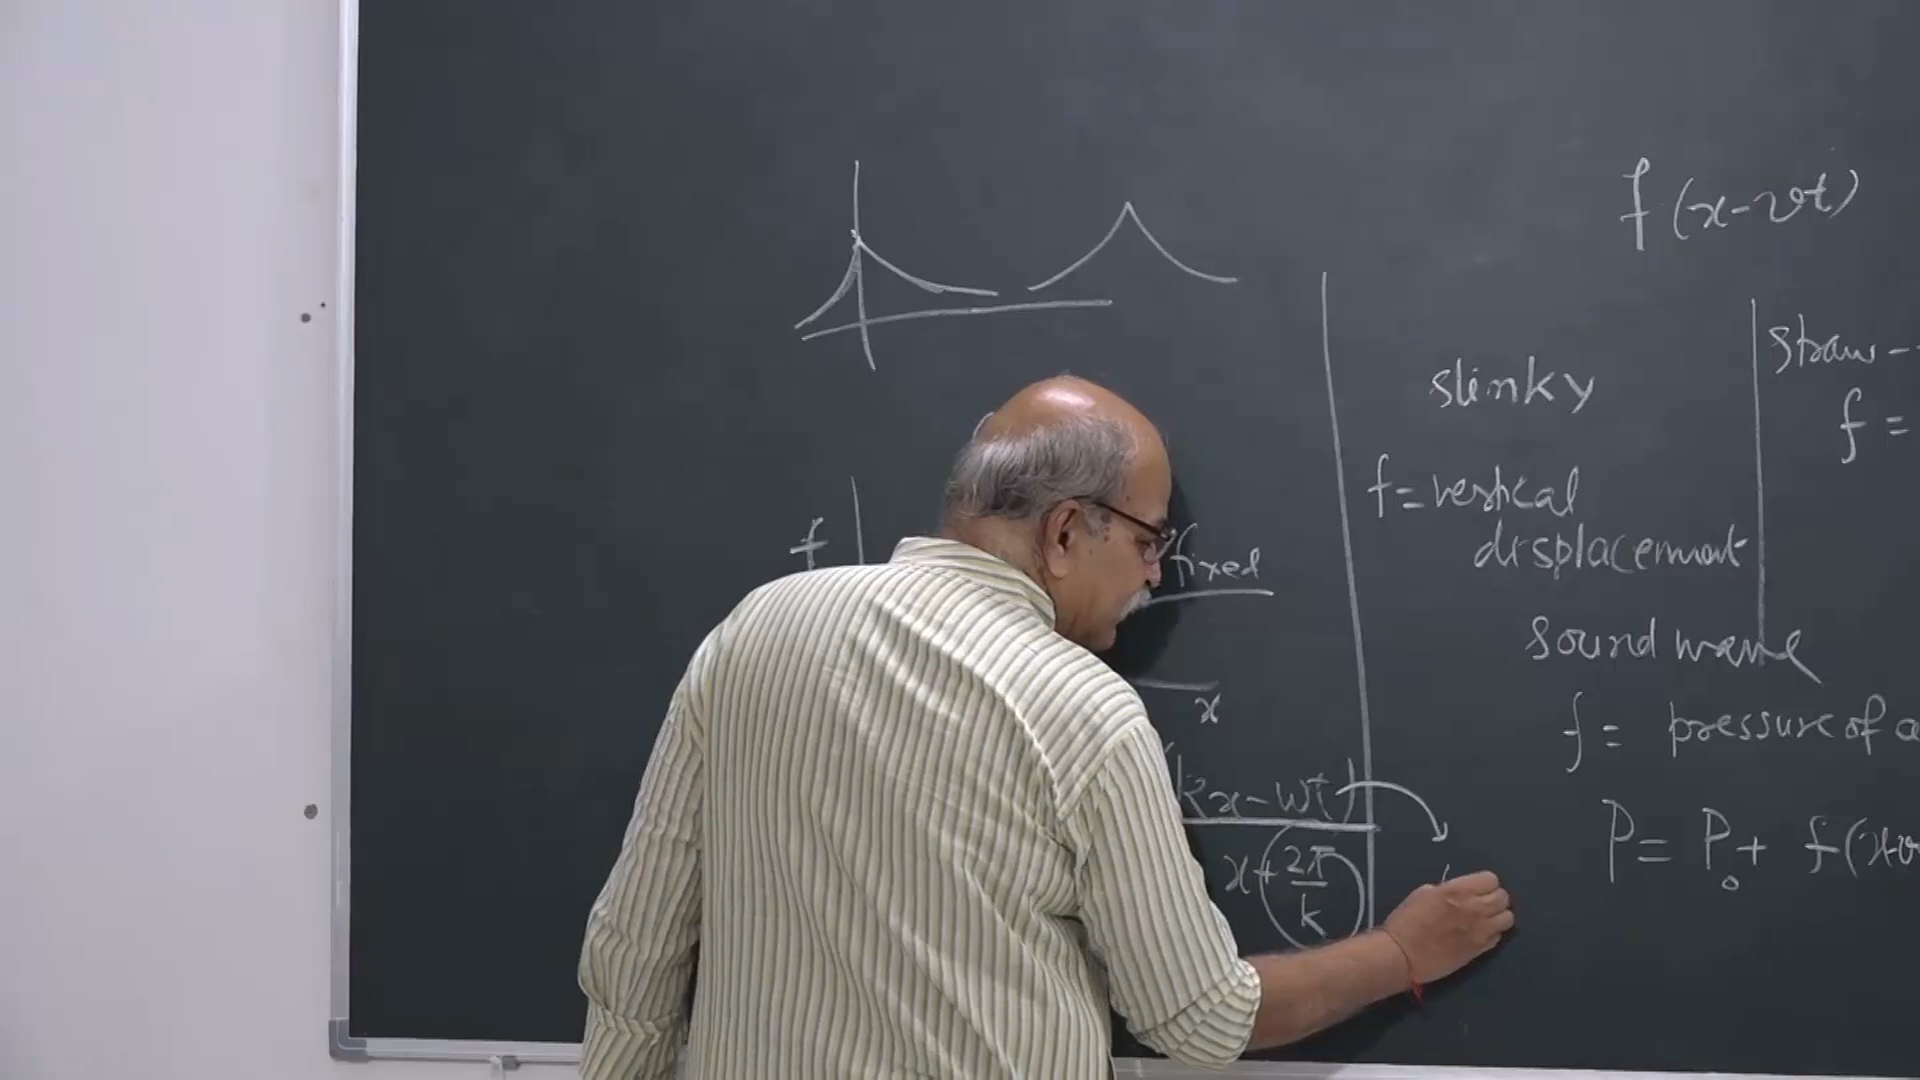 f (x-vt)
slinky
f = vertical
displacement
straw -
f =
f
fixed
x
sound wave
f = pressure of
kx - ωt)
x + 2π/k
P = P₀ + f(x-v